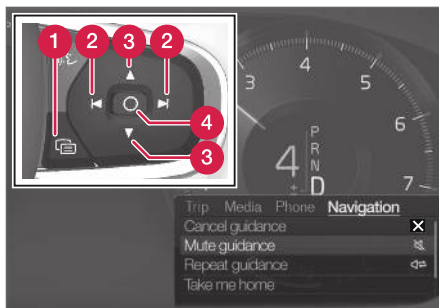 1
2
3
2
4
3
3
4
5
6
7
4
P
R
N
±
D
Trip Media Phone Navigation
Cancel guidance
Mute guidance
Repeat guidance
Take me home